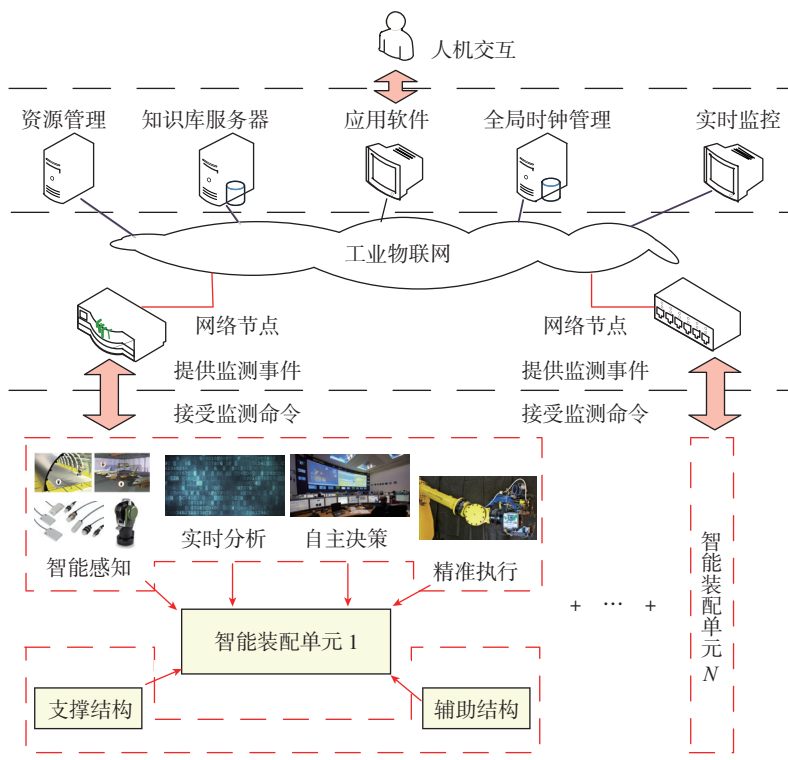 人机交互
资源管理
知识库服务器
应用软件
全局时钟管理
实时监控
工业物联网
网络节点
网络节点
提供监测事件
提供监测事件
接受监测命令
接受监测命令
实时分析
自主决策
智能感知
精准执行
智能装配单元 1
支撑结构
辅助结构
+ … +
智能装配单元 N